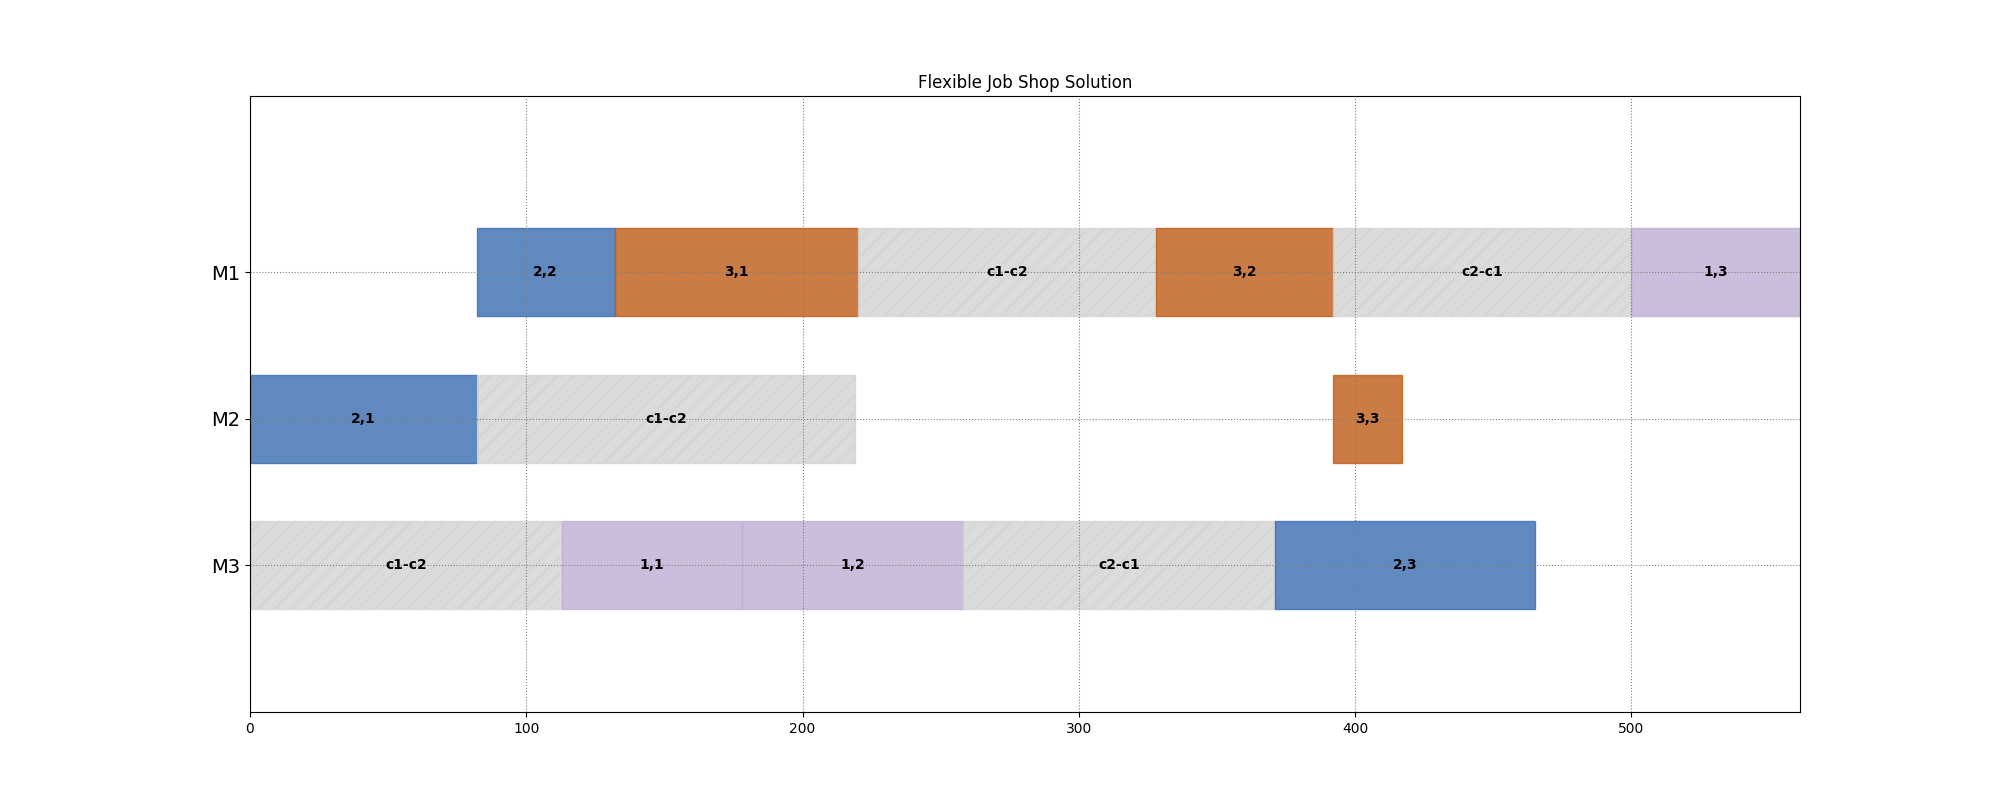 Flexible Job Shop Solution
M1
2,2
3,1
c1-c2
3,2
c2-c1
1,3
M2
2,1
c1-c2
3,3
M3
c1-c2
1,1
1,2
c2-c1
2,3
0
100
200
300
400
500